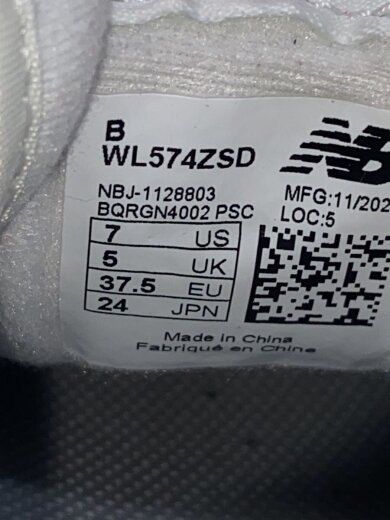 B
WL574ZSD
NB
NBJ-1128803
BQRGN4002 PSC
MFG:11/202
LOC:5
7 US
5 UK
37.5 EU
24 JPN
Made in China
Fabriqué en Chine